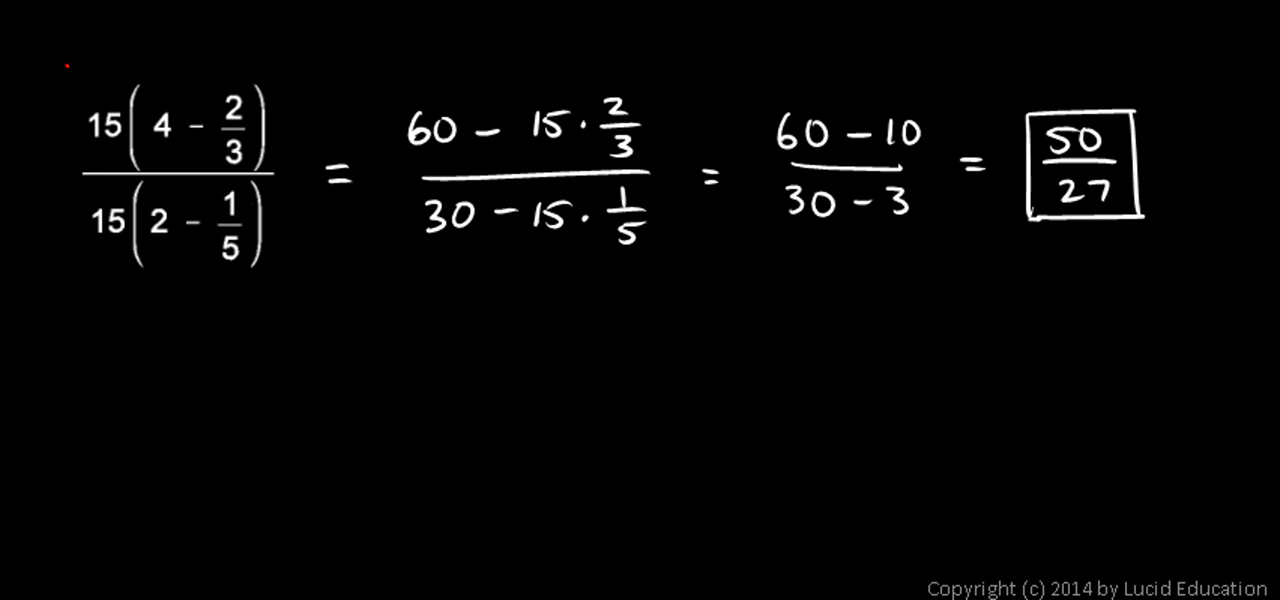 15(4 - 2/3) / 15(2 - 1/5) = 60 - 15 · 2/3 / 30 - 15 · 1/5 = 60 - 10 / 30 - 3 = 50/27
Copyright (c) 2014 by Lucid Education